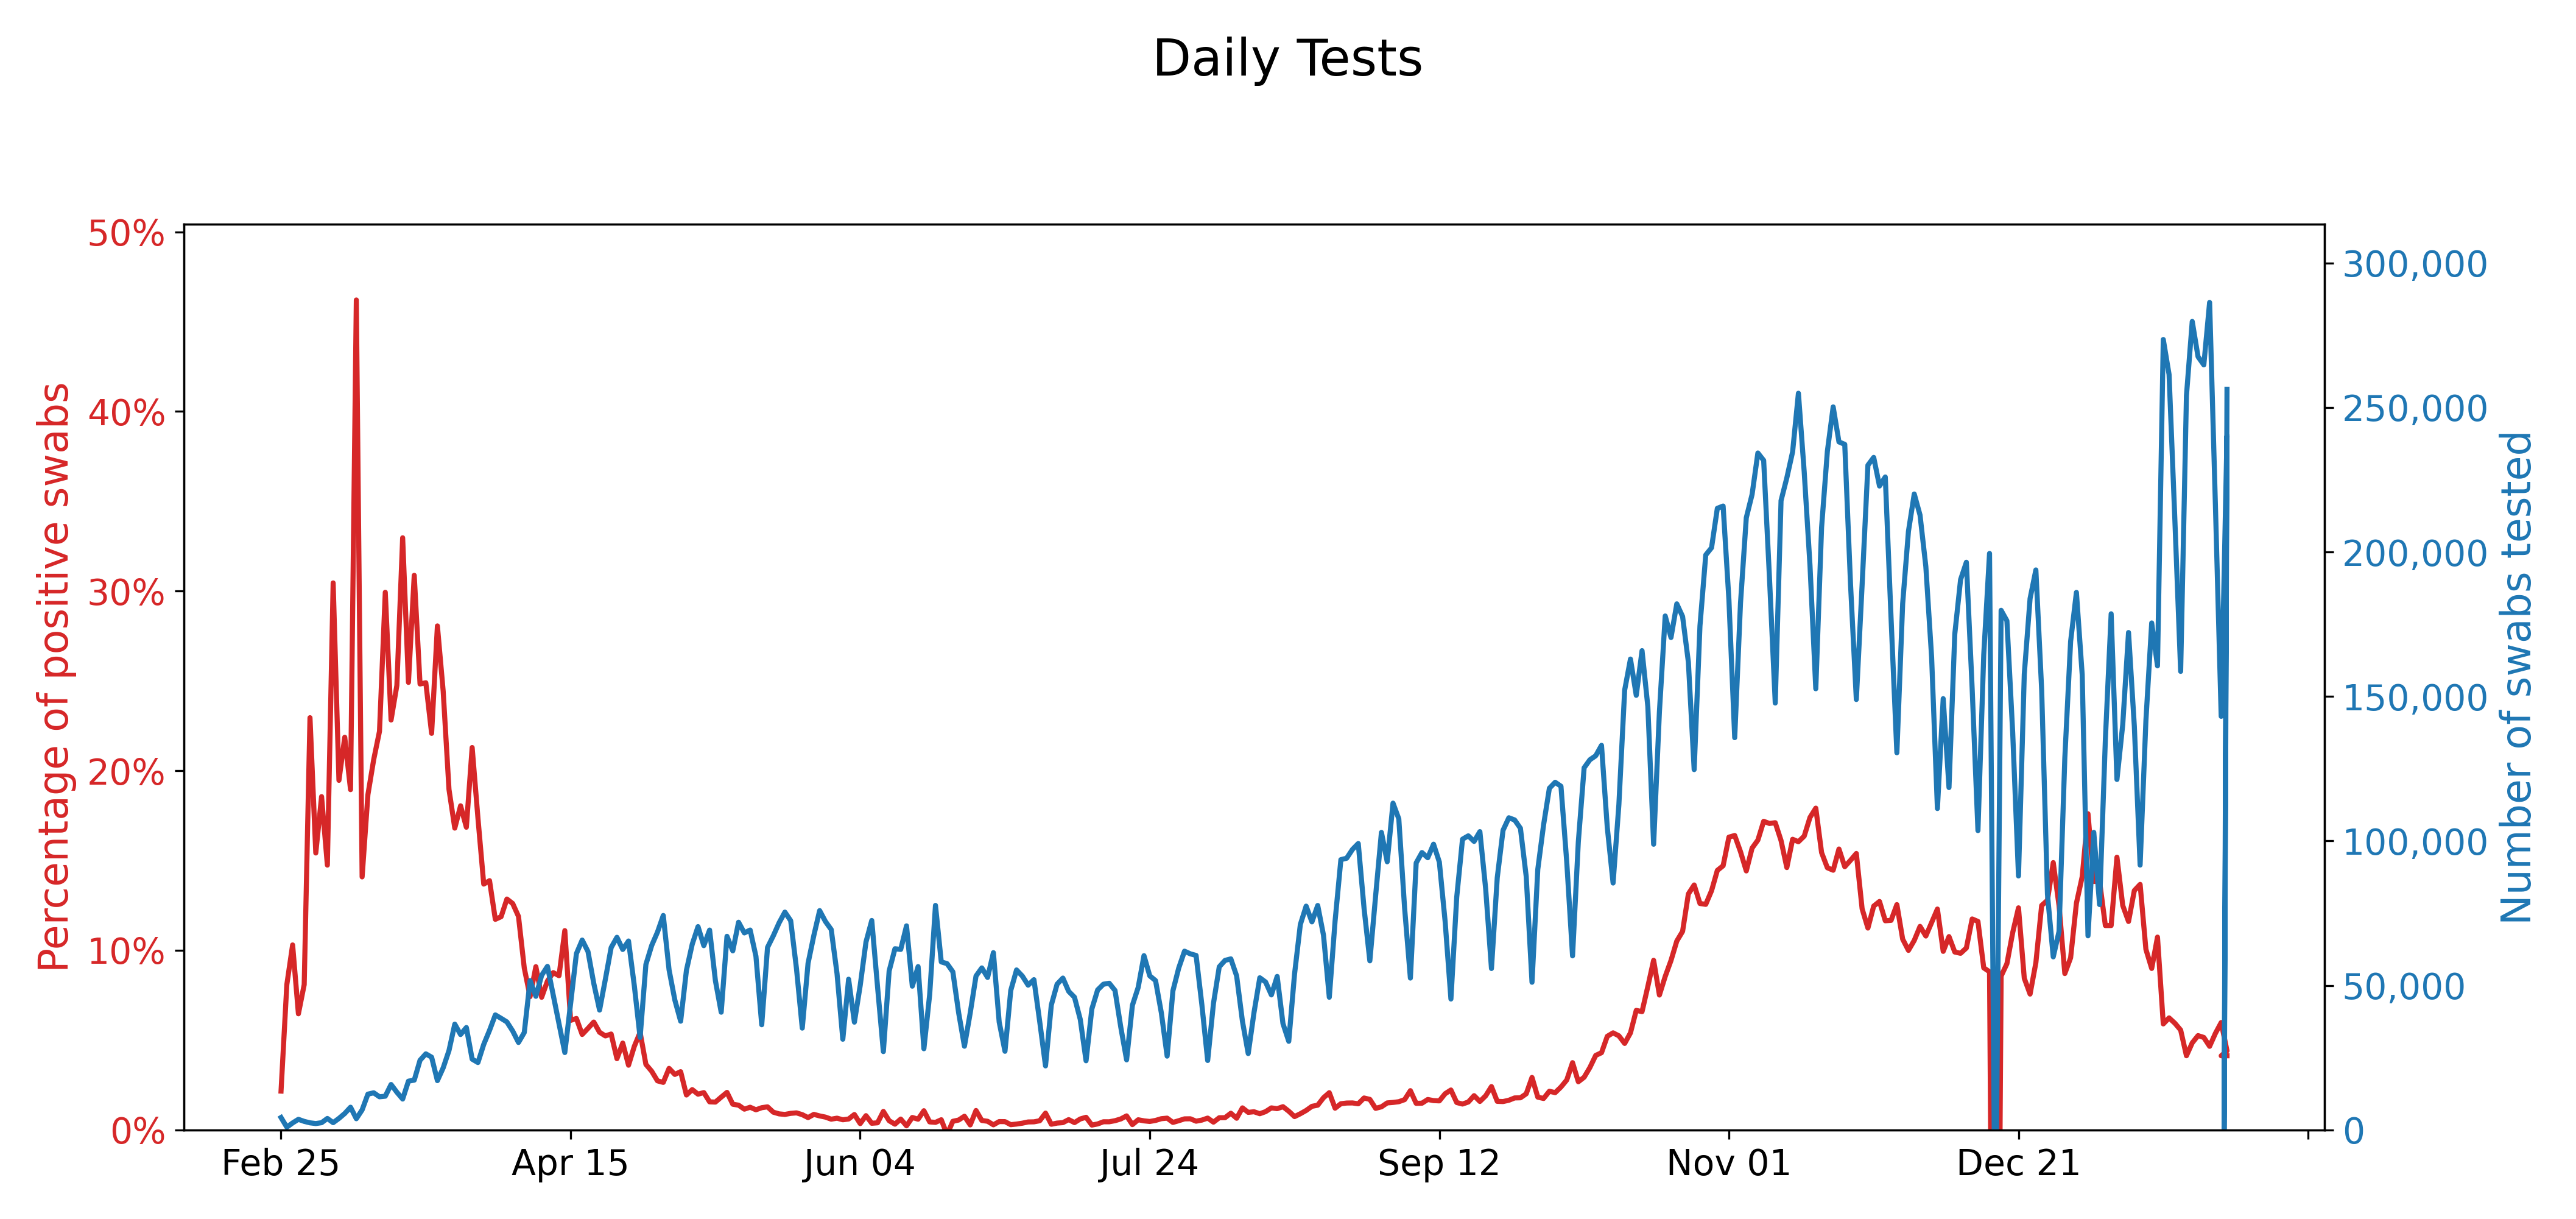 Daily Tests
Percentage of positive swabs
50%
40%
30%
20%
10%
0%
300,000
250,000
200,000
150,000
100,000
50,000
0
Number of swabs tested
Feb 25
Apr 15
Jun 04
Jul 24
Sep 12
Nov 01
Dec 21